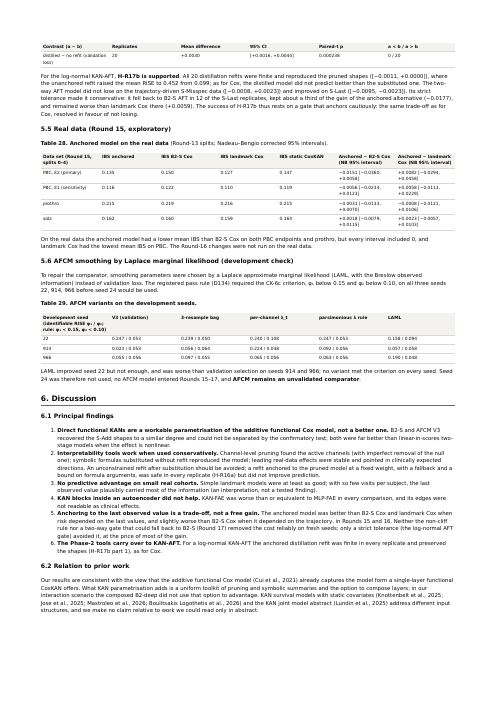 Contrast (a − b) Replicates Mean difference 95% CI Paired-t p a < b / a > b
distilled − no refit (validation 20 +0.0030 [+0.0016, +0.0045] 0.000238 0 / 20
loss)
For the log-normal KAN-AFT, H-R17b is supported. All 20 distillation refits were finite and reproduced the pruned shapes ([−0.0011, +0.0000]), where
the unanchored refit raised the mean RISE to 0.452 from 0.099; as for Cox, the distilled model did not predict better than the substituted one. The two-
way AFT model did not lose on the trajectory-driven S-Misspec data ([−0.0008, +0.0023]) and improved on S-Last ([−0.0095, −0.0023]). Its strict
tolerance made it conservative: it fell back to B2-S AFT in 12 of the S-Last replicates, kept about a third of the gain of the anchored alternative (−0.0177),
and remained worse than landmark Cox there (+0.0059). The success of H-R17b thus rests on a gate that anchors cautiously: the same trade-off as for
Cox, resolved in favour of not losing.
5.5 Real data (Round 15, exploratory)
Table 28. Anchored model on the real data (Round-13 splits; Nadeau-Bengio corrected 95% intervals).
Data set (Round 15, IBS anchored IBS B2-S Cox IBS landmark Cox IBS static CoxKAN Anchored − B2-S Cox Anchored − landmark
splits 0-4) (NB 95% interval) Cox (NB 95% interval)
PBC, E2 (primary) 0.135 0.150 0.127 0.147 −0.0151 [−0.0360, +0.0082 [−0.0294,
+0.0058] +0.0458]
PBC, E1 (sensitivity) 0.116 0.122 0.110 0.119 −0.0056 [−0.0234, +0.0058 [−0.0113,
+0.0123] +0.0229]
prothro 0.215 0.219 0.216 0.215 −0.0031 [−0.0133, −0.0008 [−0.0121,
+0.0070] +0.0106]
aids 0.162 0.160 0.159 0.164 +0.0018 [−0.0079, +0.0023 [−0.0057,
+0.0115] +0.0103]
On the real data the anchored model had a lower mean IBS than B2-S Cox on both PBC endpoints and prothro, but every interval included 0, and
landmark Cox had the lowest mean IBS on PBC. The Round-16 changes were not run on the real data.
5.6 AFCM smoothing by Laplace marginal likelihood (development check)
To repair the comparator, smoothing parameters were chosen by a Laplace approximate marginal likelihood (LAML, with the Breslow observed
information) instead of validation loss. The registered pass rule (D134) required the CK-6c criterion, φ₁ below 0.15 and φ₂ below 0.10, on all three seeds
22, 914, 966 before seed 24 would be used.
Table 29. AFCM variants on the development seeds.
Development seed V3 (validation) 3-resample bag per-channel λ_t parsimonious λ rule LAML
(identifiable RISE φ₁ / φ₂;
rule: φ₁ < 0.15, φ₂ < 0.10)
22 0.247 / 0.053 0.239 / 0.050 0.240 / 0.108 0.247 / 0.053 0.158 / 0.094
914 0.023 / 0.053 0.056 / 0.064 0.224 / 0.048 0.092 / 0.056 0.057 / 0.058
966 0.055 / 0.056 0.097 / 0.055 0.065 / 0.056 0.063 / 0.056 0.190 / 0.048
LAML improved seed 22 but not enough, and was worse than validation selection on seeds 914 and 966; no variant met the criterion on every seed. Seed
24 was therefore not used, no AFCM model entered Rounds 15–17, and AFCM remains an unvalidated comparator.
6. Discussion
6.1 Principal findings
1. Direct functional KANs are a workable parametrisation of the additive functional Cox model, not a better one. B2-S and AFCM V3
recovered the S-Add shapes to a similar degree and could not be separated by the confirmatory test; both were far better than linear-in-scores two-
stage models when the effect is nonlinear.
2. Interpretability tools work when used conservatively. Channel-level pruning found the active channels (with imperfect removal of the null
one); symbolic formulas substituted without refit reproduced the model; leading real-data effects were stable and pointed in clinically expected
directions. An unconstrained refit after substitution should be avoided; a refit anchored to the pruned model at a fixed weight, with a fallback and a
bound on formula arguments, was safe in every replicate (H-R16a) but did not improve prediction.
3. No predictive advantage on small real cohorts. Simple landmark models were at least as good; with so few visits per subject, the last
observed value plausibly carried most of the information (an interpretation, not a tested finding).
4. KAN blocks inside an autoencoder did not help. KAN-FAE was worse than or equivalent to MLP-FAE in every comparison, and its edges were
not readable as clinical effects.
5. Anchoring to the last observed value is a trade-off, not a free gain. The anchored model was better than B2-S Cox and landmark Cox when
risk depended on the last values, and slightly worse than B2-S Cox when it depended on the trajectory, in Rounds 15 and 16. Neither the non-cliff
rule nor a two-way gate that could fall back to B2-S (Round 17) removed the cost reliably on fresh seeds; only a strict tolerance (the log-normal AFT
gate) avoided it, at the price of most of the gain.
6. The Phase-2 tools carry over to KAN-AFT. For a log-normal KAN-AFT the anchored distillation refit was finite in every replicate and preserved
the shapes (H-R17b part 1), as for Cox.
6.2 Relation to prior work
Our results are consistent with the view that the additive functional Cox model (Cui et al., 2021) already captures the model form a single-layer functional
CoxKAN offers. What KAN parametrisation adds is a uniform toolkit of pruning and symbolic summaries and the option to compose layers; in our
interaction scenario the composed B2-deep did not use that option to advantage. KAN survival models with static covariates (Knottenbelt et al., 2025;
Jose et al., 2025; Mastroleo et al., 2026; Boulitsakis Logothetis et al., 2026) and the KAN joint model abstract (Lundin et al., 2025) address different input
structures, and we make no claim relative to work we could read only in abstract.